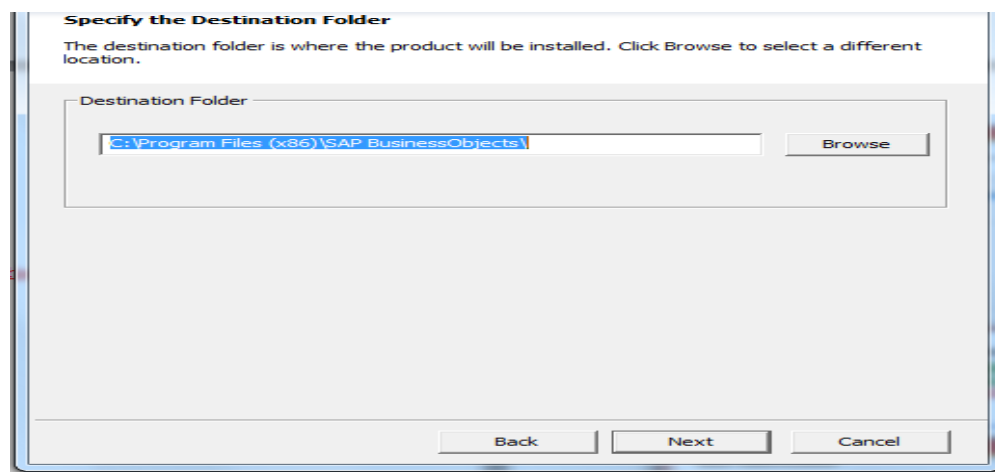 Specify the Destination Folder
The destination folder is where the product will be installed. Click Browse to select a different
location.
Destination Folder
C:\Program Files (x86)\SAP BusinessObjects\
Browse
Back
Next
Cancel